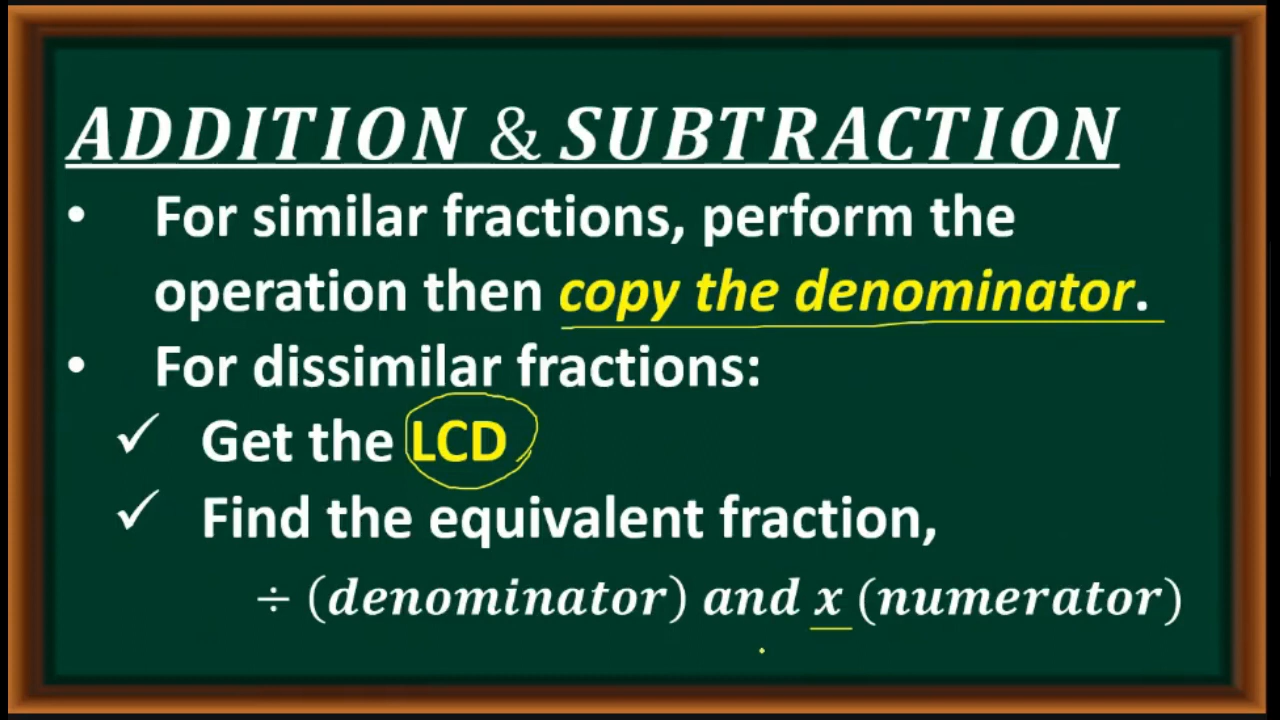 ADDITION & SUBTRACTION
• For similar fractions, perform the
operation then copy the denominator.
• For dissimilar fractions:
✓ Get the LCD
✓ Find the equivalent fraction,
÷ (denominator) and x (numerator)